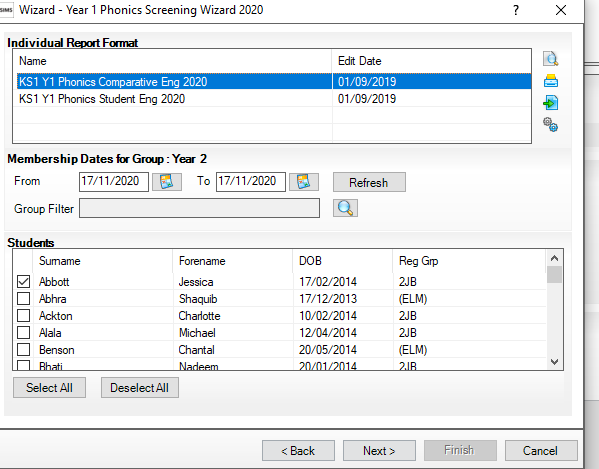 SIMS Wizard - Year 1 Phonics Screening Wizard 2020 ?
Individual Report Format
Name Edit Date
KS1 Y1 Phonics Comparative Eng 2020 01/09/2019
KS1 Y1 Phonics Student Eng 2020 01/09/2019
Membership Dates for Group : Year 2
From 17/11/2020 To 17/11/2020 Refresh
Group Filter
Students
Surname Forename DOB Reg Grp
Abbott Jessica 17/02/2014 2JB
Abhra Shaquib 17/12/2013 (ELM)
Ackton Charlotte 10/02/2014 2JB
Alala Michael 12/04/2014 2JB
Benson Chantal 20/05/2014 (ELM)
Bhati Nadeem 20/01/2014 2JB
Select All Deselect All
< Back Next > Finish Cancel